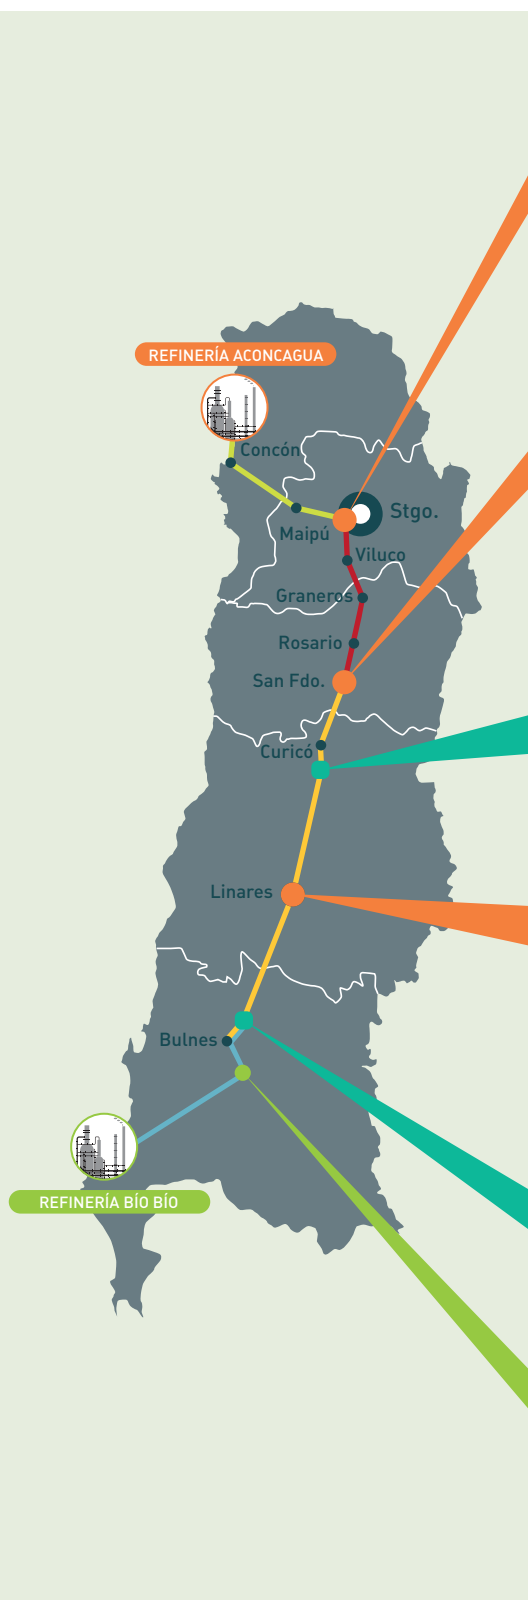 REFINERÍA ACONCAGUA
Concón
Stgo.
Maipú
Viluco
Graneros
Rosario
San Fdo.
Curicó
Linares
Bulnes
REFINERÍA BÍO BÍO